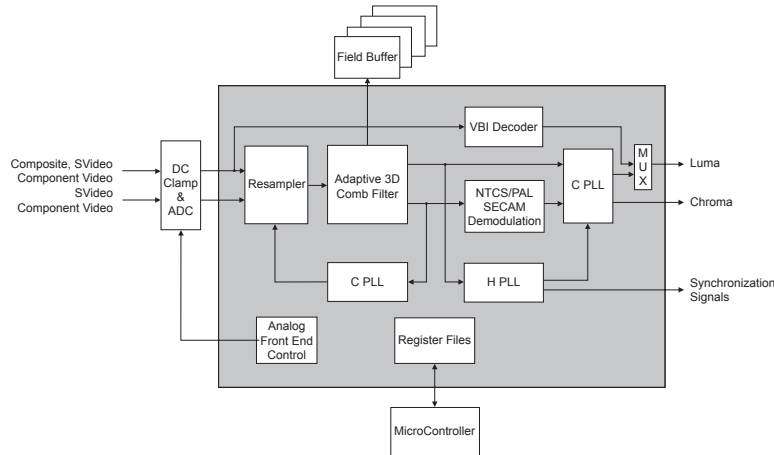 Field Buffer
VBI Decoder
Composite, SVideo
Component Video
SVideo
Component Video
DC
Clamp
&
ADC
Resampler
Adaptive 3D
Comb Filter
NTCS/PAL
SECAM
Demodulation
C PLL
M
U
X
Luma
Chroma
C PLL
H PLL
Synchronization
Signals
Analog
Front End
Control
Register Files
MicroController